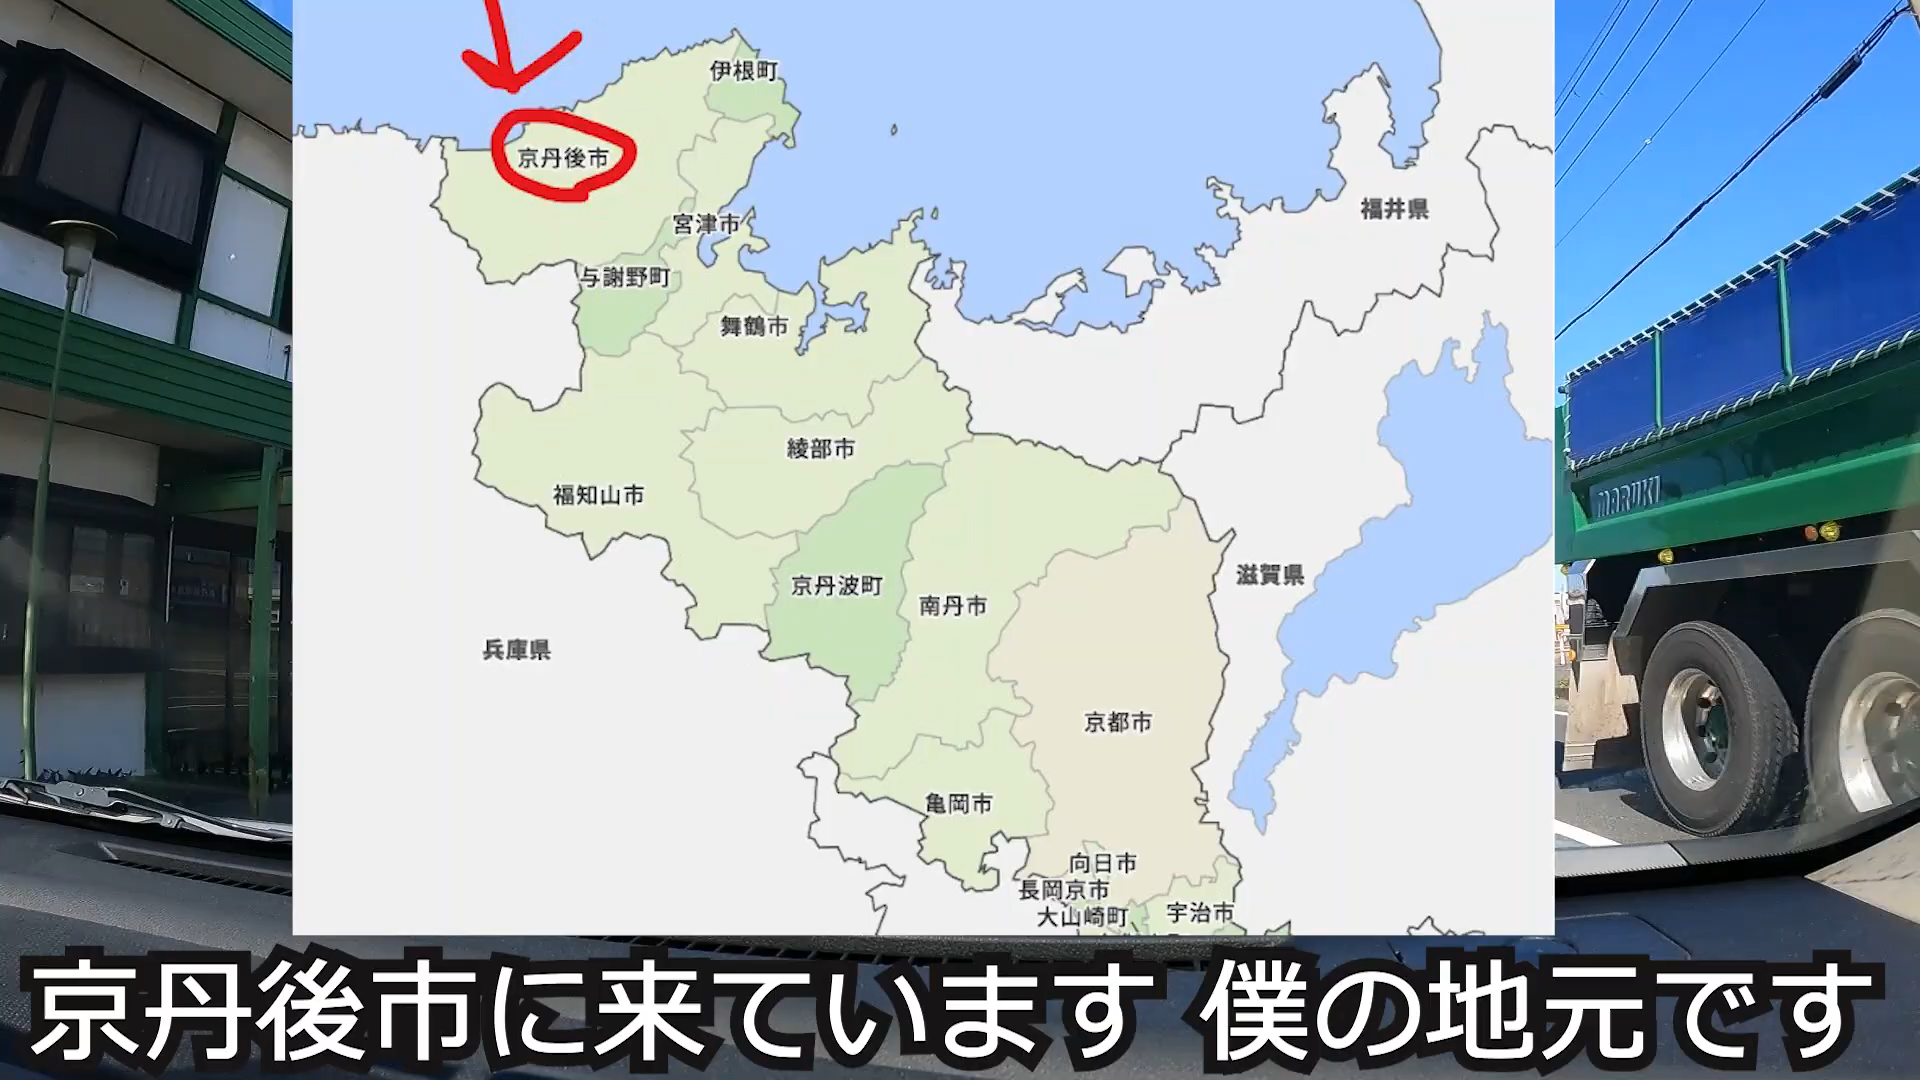 伊根町
京丹後市
福井県
宮津市
与謝野町
舞鶴市
綾部市
福知山市
MARUKI
滋賀県
京丹波町
南丹市
兵庫県
京都市
亀岡市
向日市
長岡京市
大山崎町
宇治市
京丹後市に来ています 僕の地元です